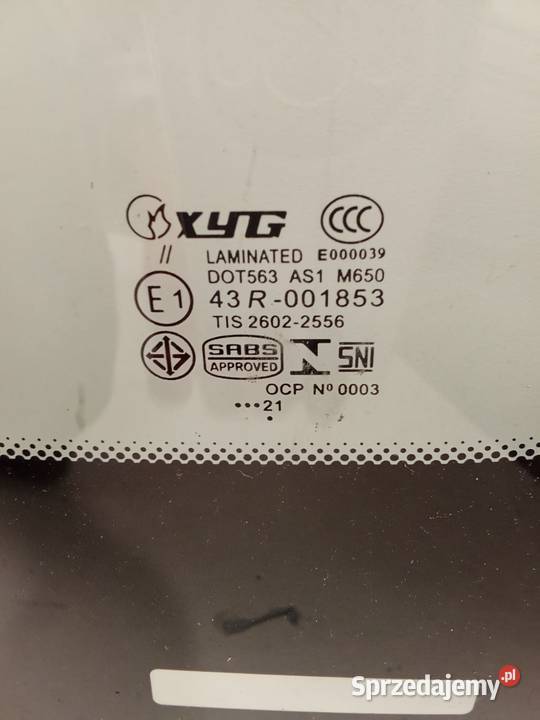 XYG CCC
// LAMINATED E000039
DOT563 AS1 M650
E1 43R-001853
TIS 2602-2556
SABS APPROVED N SNI
OCP Nº 0003
•••21
•
Sprzedajemy.pl